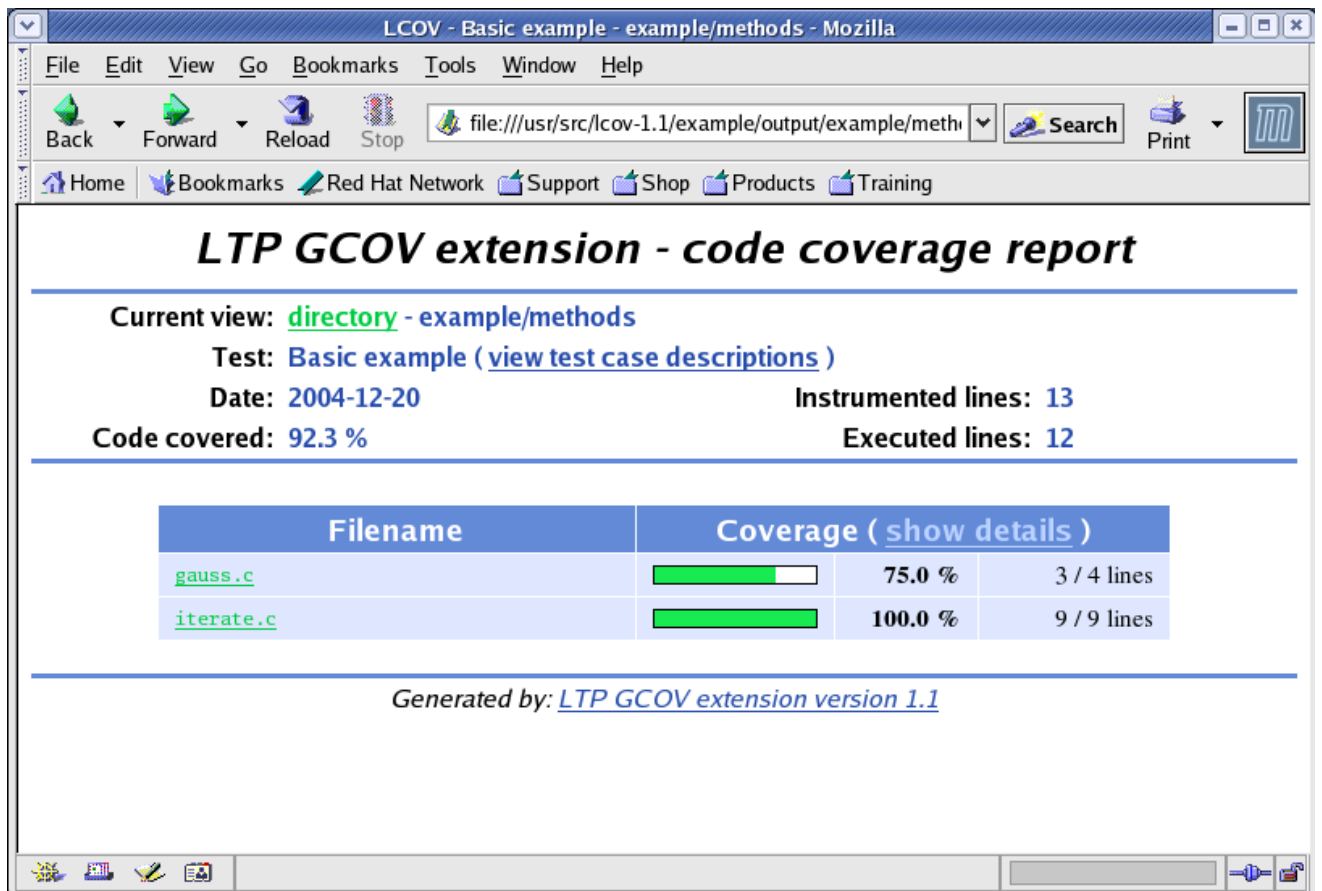 LCOV - Basic example - example/methods - Mozilla
File Edit View Go Bookmarks Tools Window Help
Back Forward Reload Stop file:///usr/src/lcov-1.1/example/output/example/meth Search Print
Home Bookmarks Red Hat Network Support Shop Products Training
LTP GCOV extension - code coverage report
Current view: directory - example/methods
Test: Basic example ( view test case descriptions )
Date: 2004-12-20 Instrumented lines: 13
Code covered: 92.3 % Executed lines: 12
Filename Coverage ( show details )
gauss.c 75.0 % 3 / 4 lines
iterate.c 100.0 % 9 / 9 lines
Generated by: LTP GCOV extension version 1.1